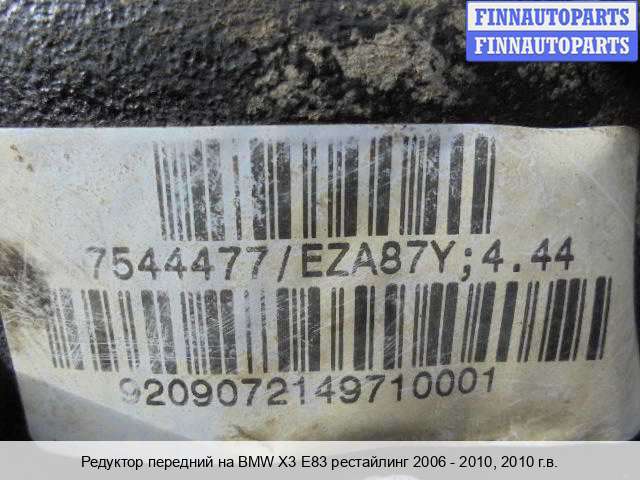 FINNAUTOPARTS
FINNAUTOPARTS
7544477/EZA87Y;4.44
9209072149710001
Редуктор передний на BMW X3 E83 рестайлинг 2006 - 2010, 2010 г.в.